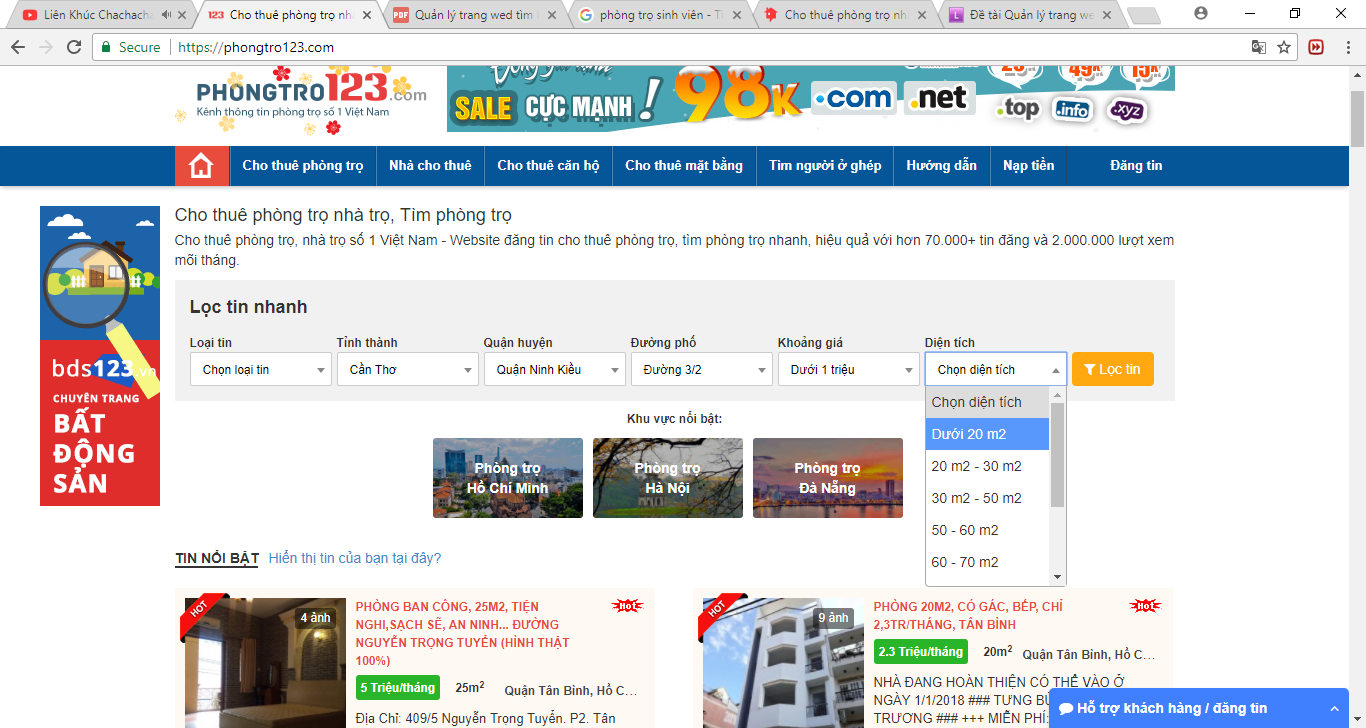 Liên Khúc Chachacha
Cho thuê phòng trọ nh
Quản lý trang wed tìm
phòng trọ sinh viên - T
Cho thuê phòng trọ nh
Đề tài Quản lý trang we
Secure
https://phongtro123.com
PHONGTRO123.com
Kênh thông tin phòng trọ số 1 Việt Nam
SALE CỰC MẠNH ! 98K .com .net
49K 15K
.top .info .xyz
Cho thuê phòng trọ
Nhà cho thuê
Cho thuê căn hộ
Cho thuê mặt bằng
Tìm người ở ghép
Hướng dẫn
Nạp tiền
Đăng tin
bds123.vn
CHUYÊN TRANG
BẤT
ĐỘNG
SẢN
Cho thuê phòng trọ nhà trọ, Tìm phòng trọ
Cho thuê phòng trọ, nhà trọ số 1 Việt Nam - Website đăng tin cho thuê phòng trọ, tìm phòng trọ nhanh, hiệu quả với hơn 70.000+ tin đăng và 2.000.000 lượt xem
mỗi tháng.
Lọc tin nhanh
Loại tin
Tỉnh thành
Quận huyện
Đường phố
Khoảng giá
Diện tích
Chọn loại tin
Cần Thơ
Quận Ninh Kiều
Đường 3/2
Dưới 1 triệu
Chọn diện tích
Lọc tin
Chọn diện tích
Dưới 20 m2
20 m2 - 30 m2
30 m2 - 50 m2
50 - 60 m2
60 - 70 m2
Khu vực nổi bật:
Phòng trọ
Hồ Chí Minh
Phòng trọ
Hà Nội
Phòng trọ
Đà Nẵng
TIN NỔI BẬT
Hiển thị tin của bạn tại đây?
HOT
4 ảnh
PHÒNG BAN CÔNG, 25M2, TIỆN
NGHI,SẠCH SẼ, AN NINH... ĐƯỜNG
NGUYỄN TRỌNG TUYỂN (HÌNH THẬT
100%)
Hot
5 Triệu/tháng
25m2
Quận Tân Bình, Hồ C...
Địa Chỉ: 409/5 Nguyễn Trọng Tuyển. P2. Tân
HOT
9 ảnh
PHÒNG 20M2, CÓ GÁC, BẾP, CHỈ
2,3TR/THÁNG, TÂN BÌNH
Hot
2.3 Triệu/tháng
20m2
Quận Tân Bình, Hồ C...
NHÀ ĐANG HOÀN THIỆN CÓ THỂ VÀO Ở
NGÀY 1/1/2018 ### TƯNG BỪ
TRƯƠNG ### +++ MIỄN PHÍ:
Hỗ trợ khách hàng / đăng tin